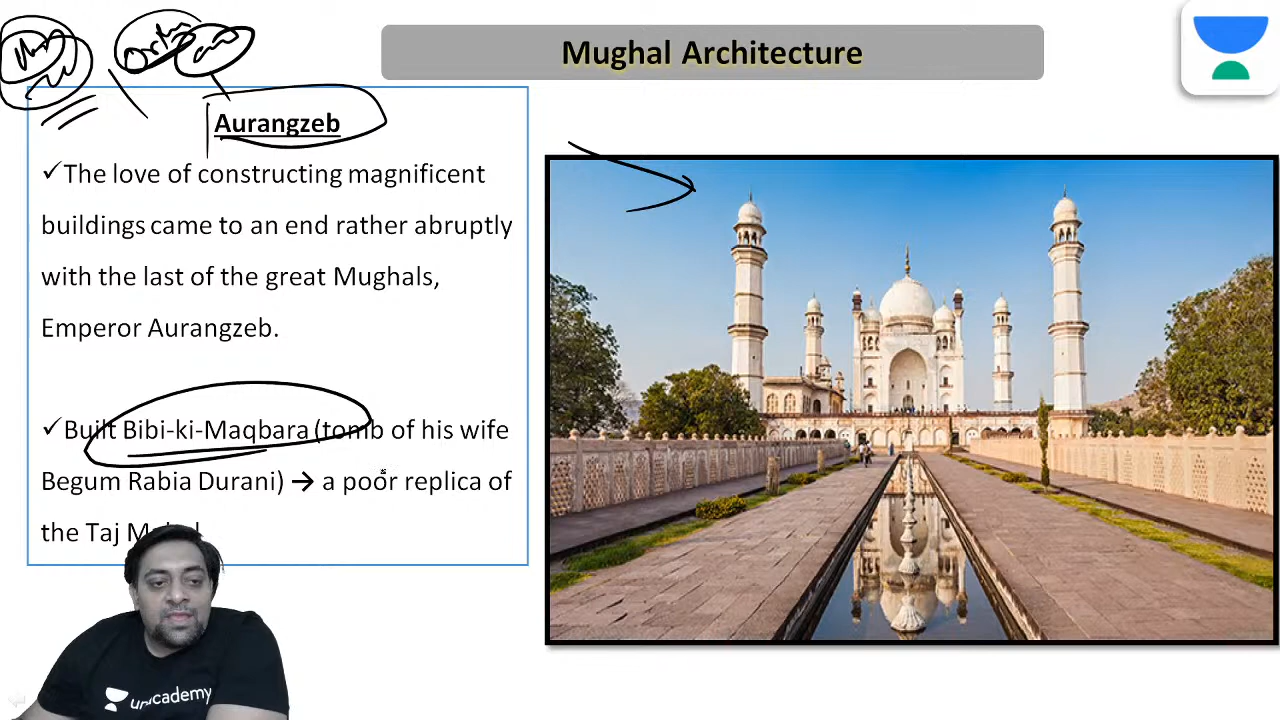 Mughal Architecture
Aurangzeb
✓The love of constructing magnificent
buildings came to an end rather abruptly
with the last of the great Mughals,
Emperor Aurangzeb.
✓Built Bibi-ki-Maqbara (tomb of his wife
Begum Rabia Durani) → a poor replica of
the Taj
unacademy